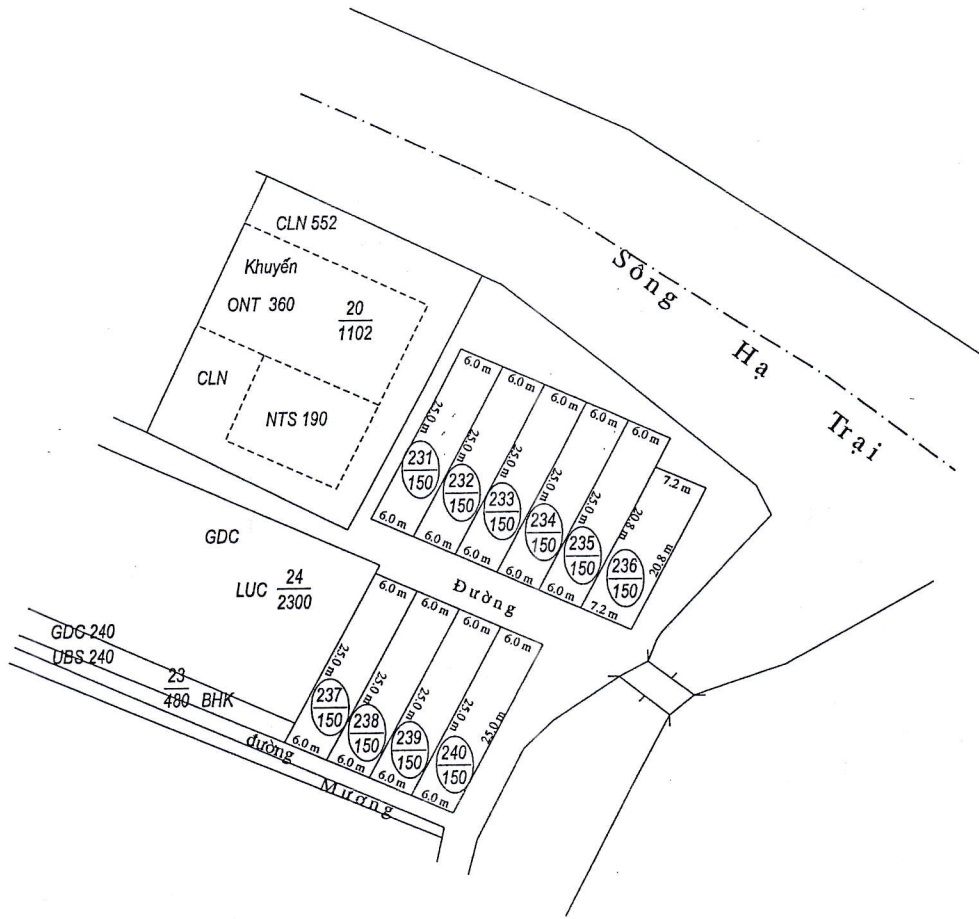 CLN 552
Khuyến
ONT 360
20
1102
CLN
NTS 190
Sông
Hạ
Trại
6.0 m
6.0 m
6.0 m
6.0 m
6.0 m
7.2 m
25.0 m
25.0 m
25.0 m
25.0 m
25.0 m
20.8 m
20.8 m
231
150
232
150
233
150
234
150
235
150
236
150
6.0 m
6.0 m
6.0 m
6.0 m
6.0 m
7.2 m
GDC
LUC
24
2300
Đường
6.0 m
6.0 m
6.0 m
6.0 m
GDC 240
UBS 240
23
480
BHK
25.0 m
25.0 m
25.0 m
25.0 m
25.0 m
237
150
238
150
239
150
240
150
6.0 m
6.0 m
6.0 m
6.0 m
đường
Mương